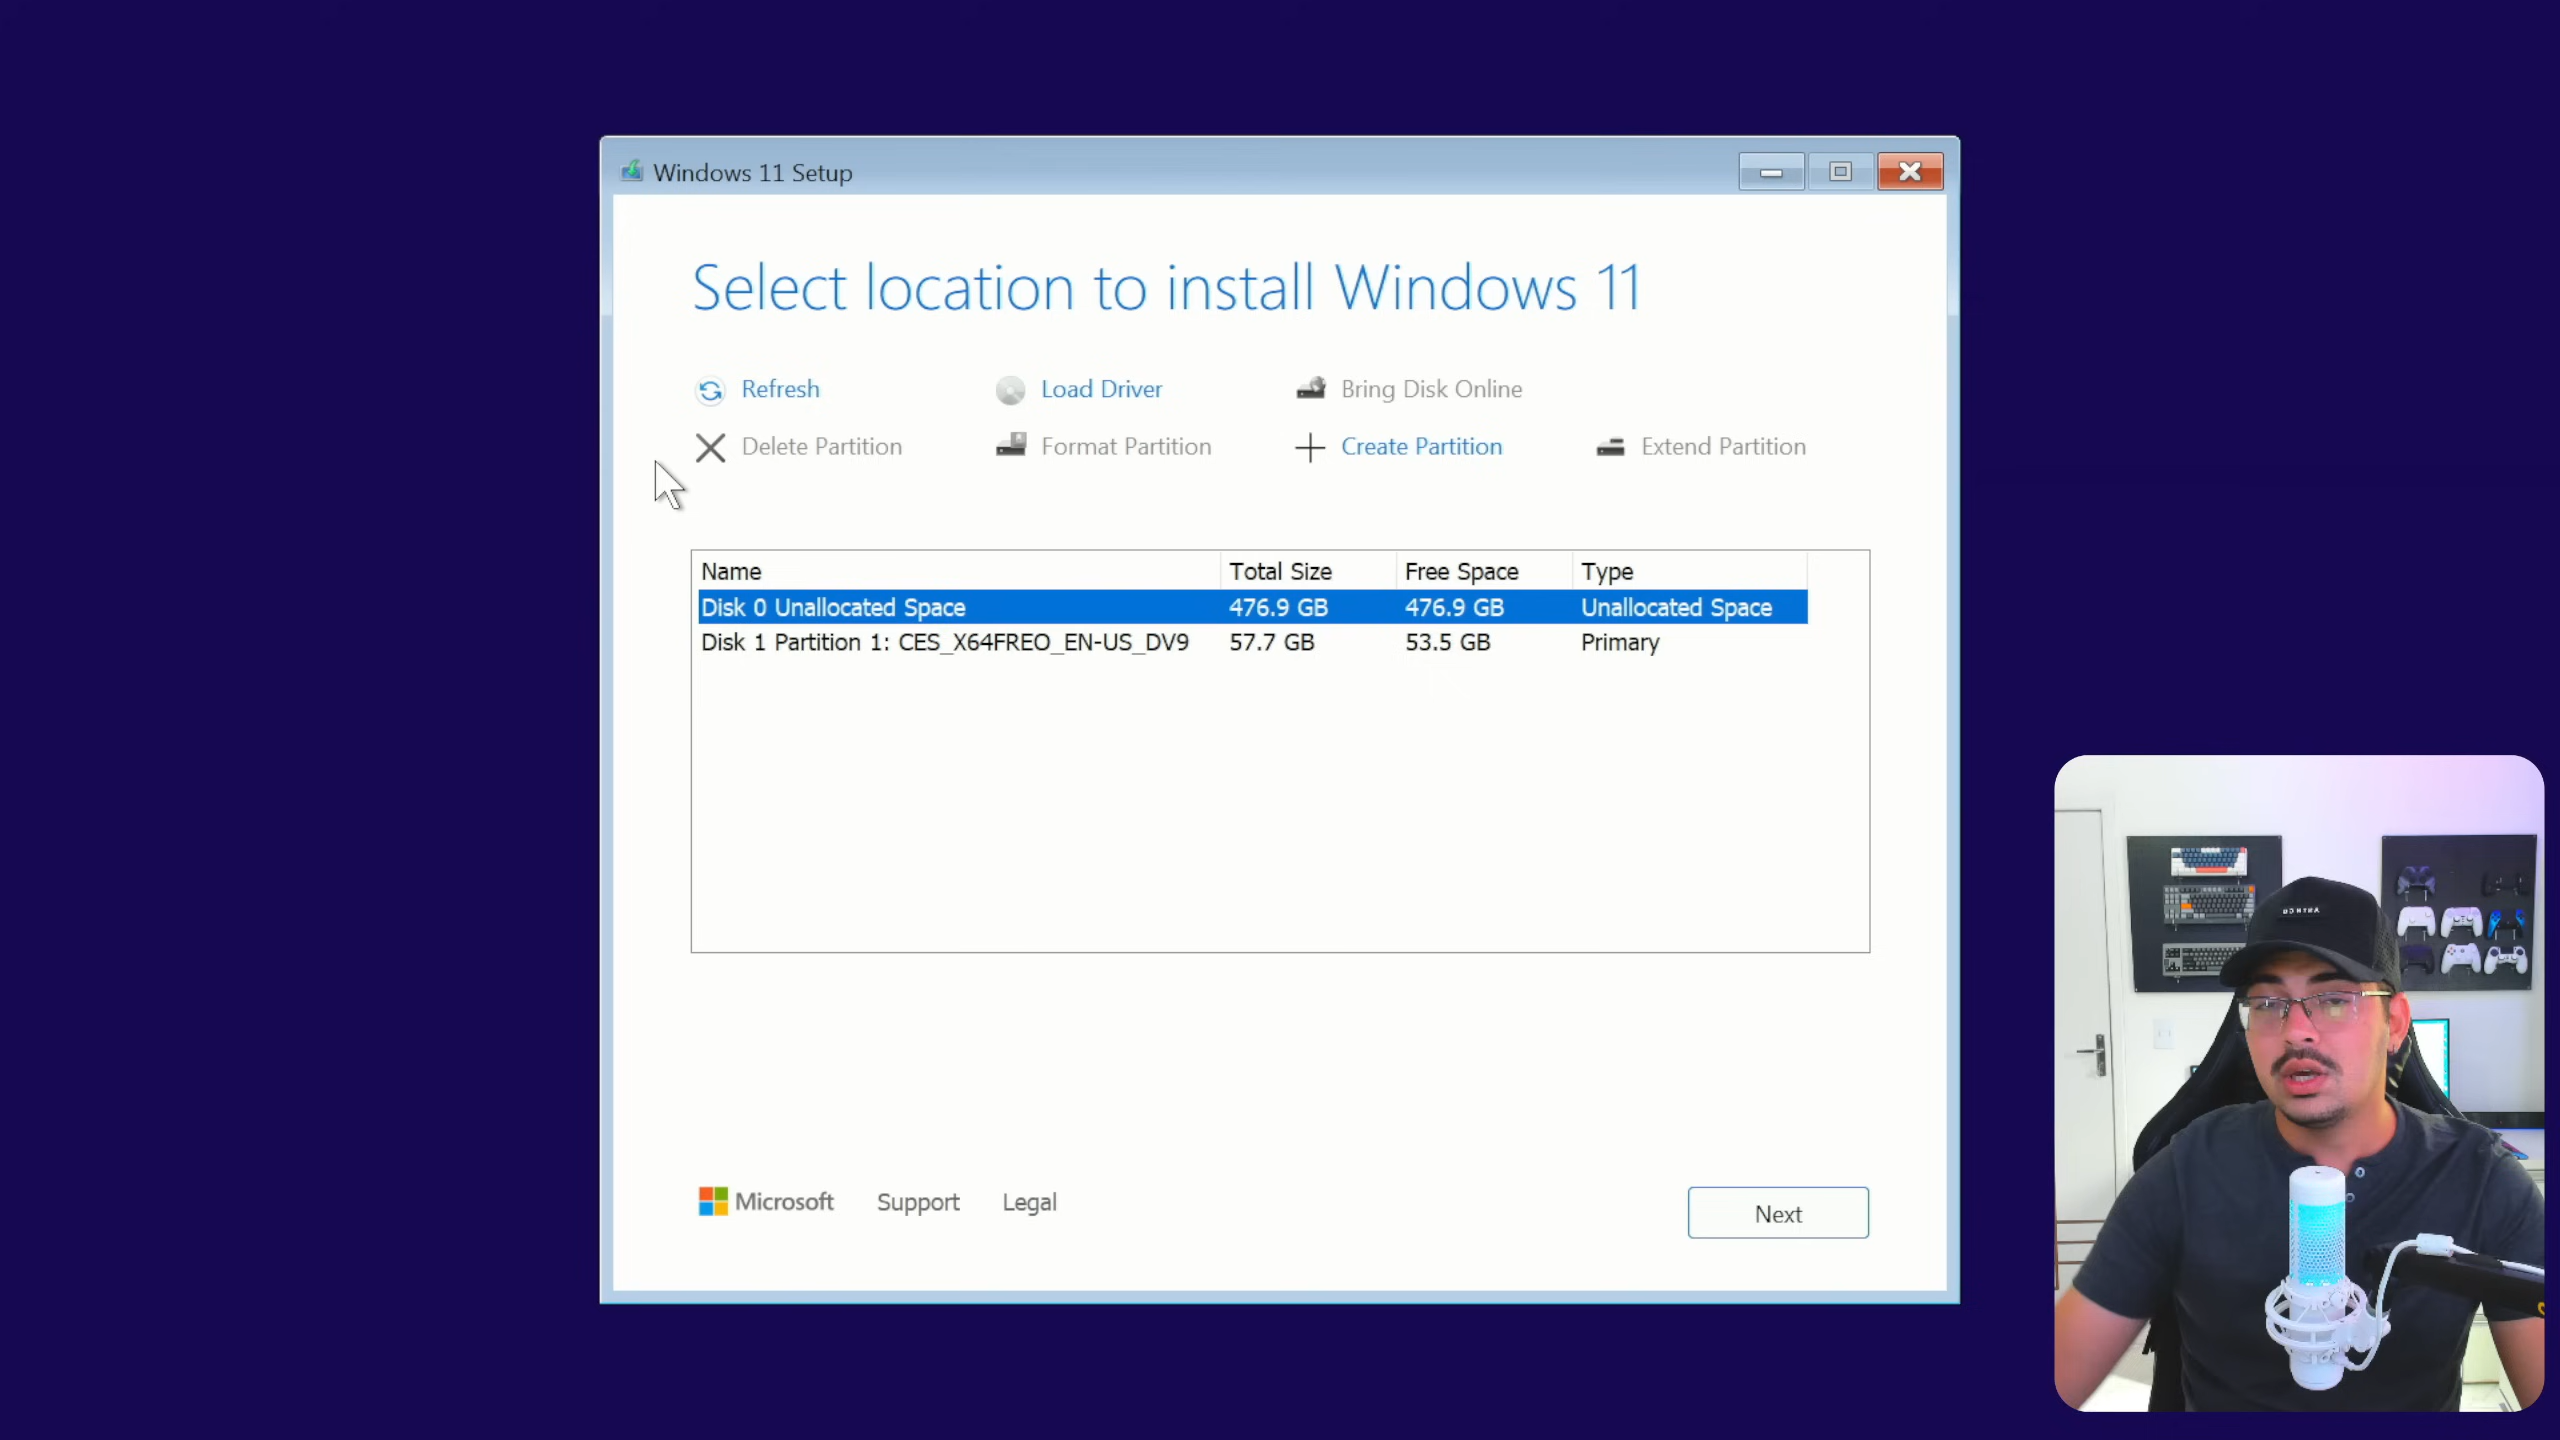 Windows 11 Setup
Select location to install Windows 11
Refresh
Load Driver
Bring Disk Online
Delete Partition
Format Partition
Create Partition
Extend Partition
Name Total Size Free Space Type
Disk 0 Unallocated Space 476.9 GB 476.9 GB Unallocated Space
Disk 1 Partition 1: CES_X64FREO_EN-US_DV9 57.7 GB 53.5 GB Primary
Microsoft
Support
Legal
Next